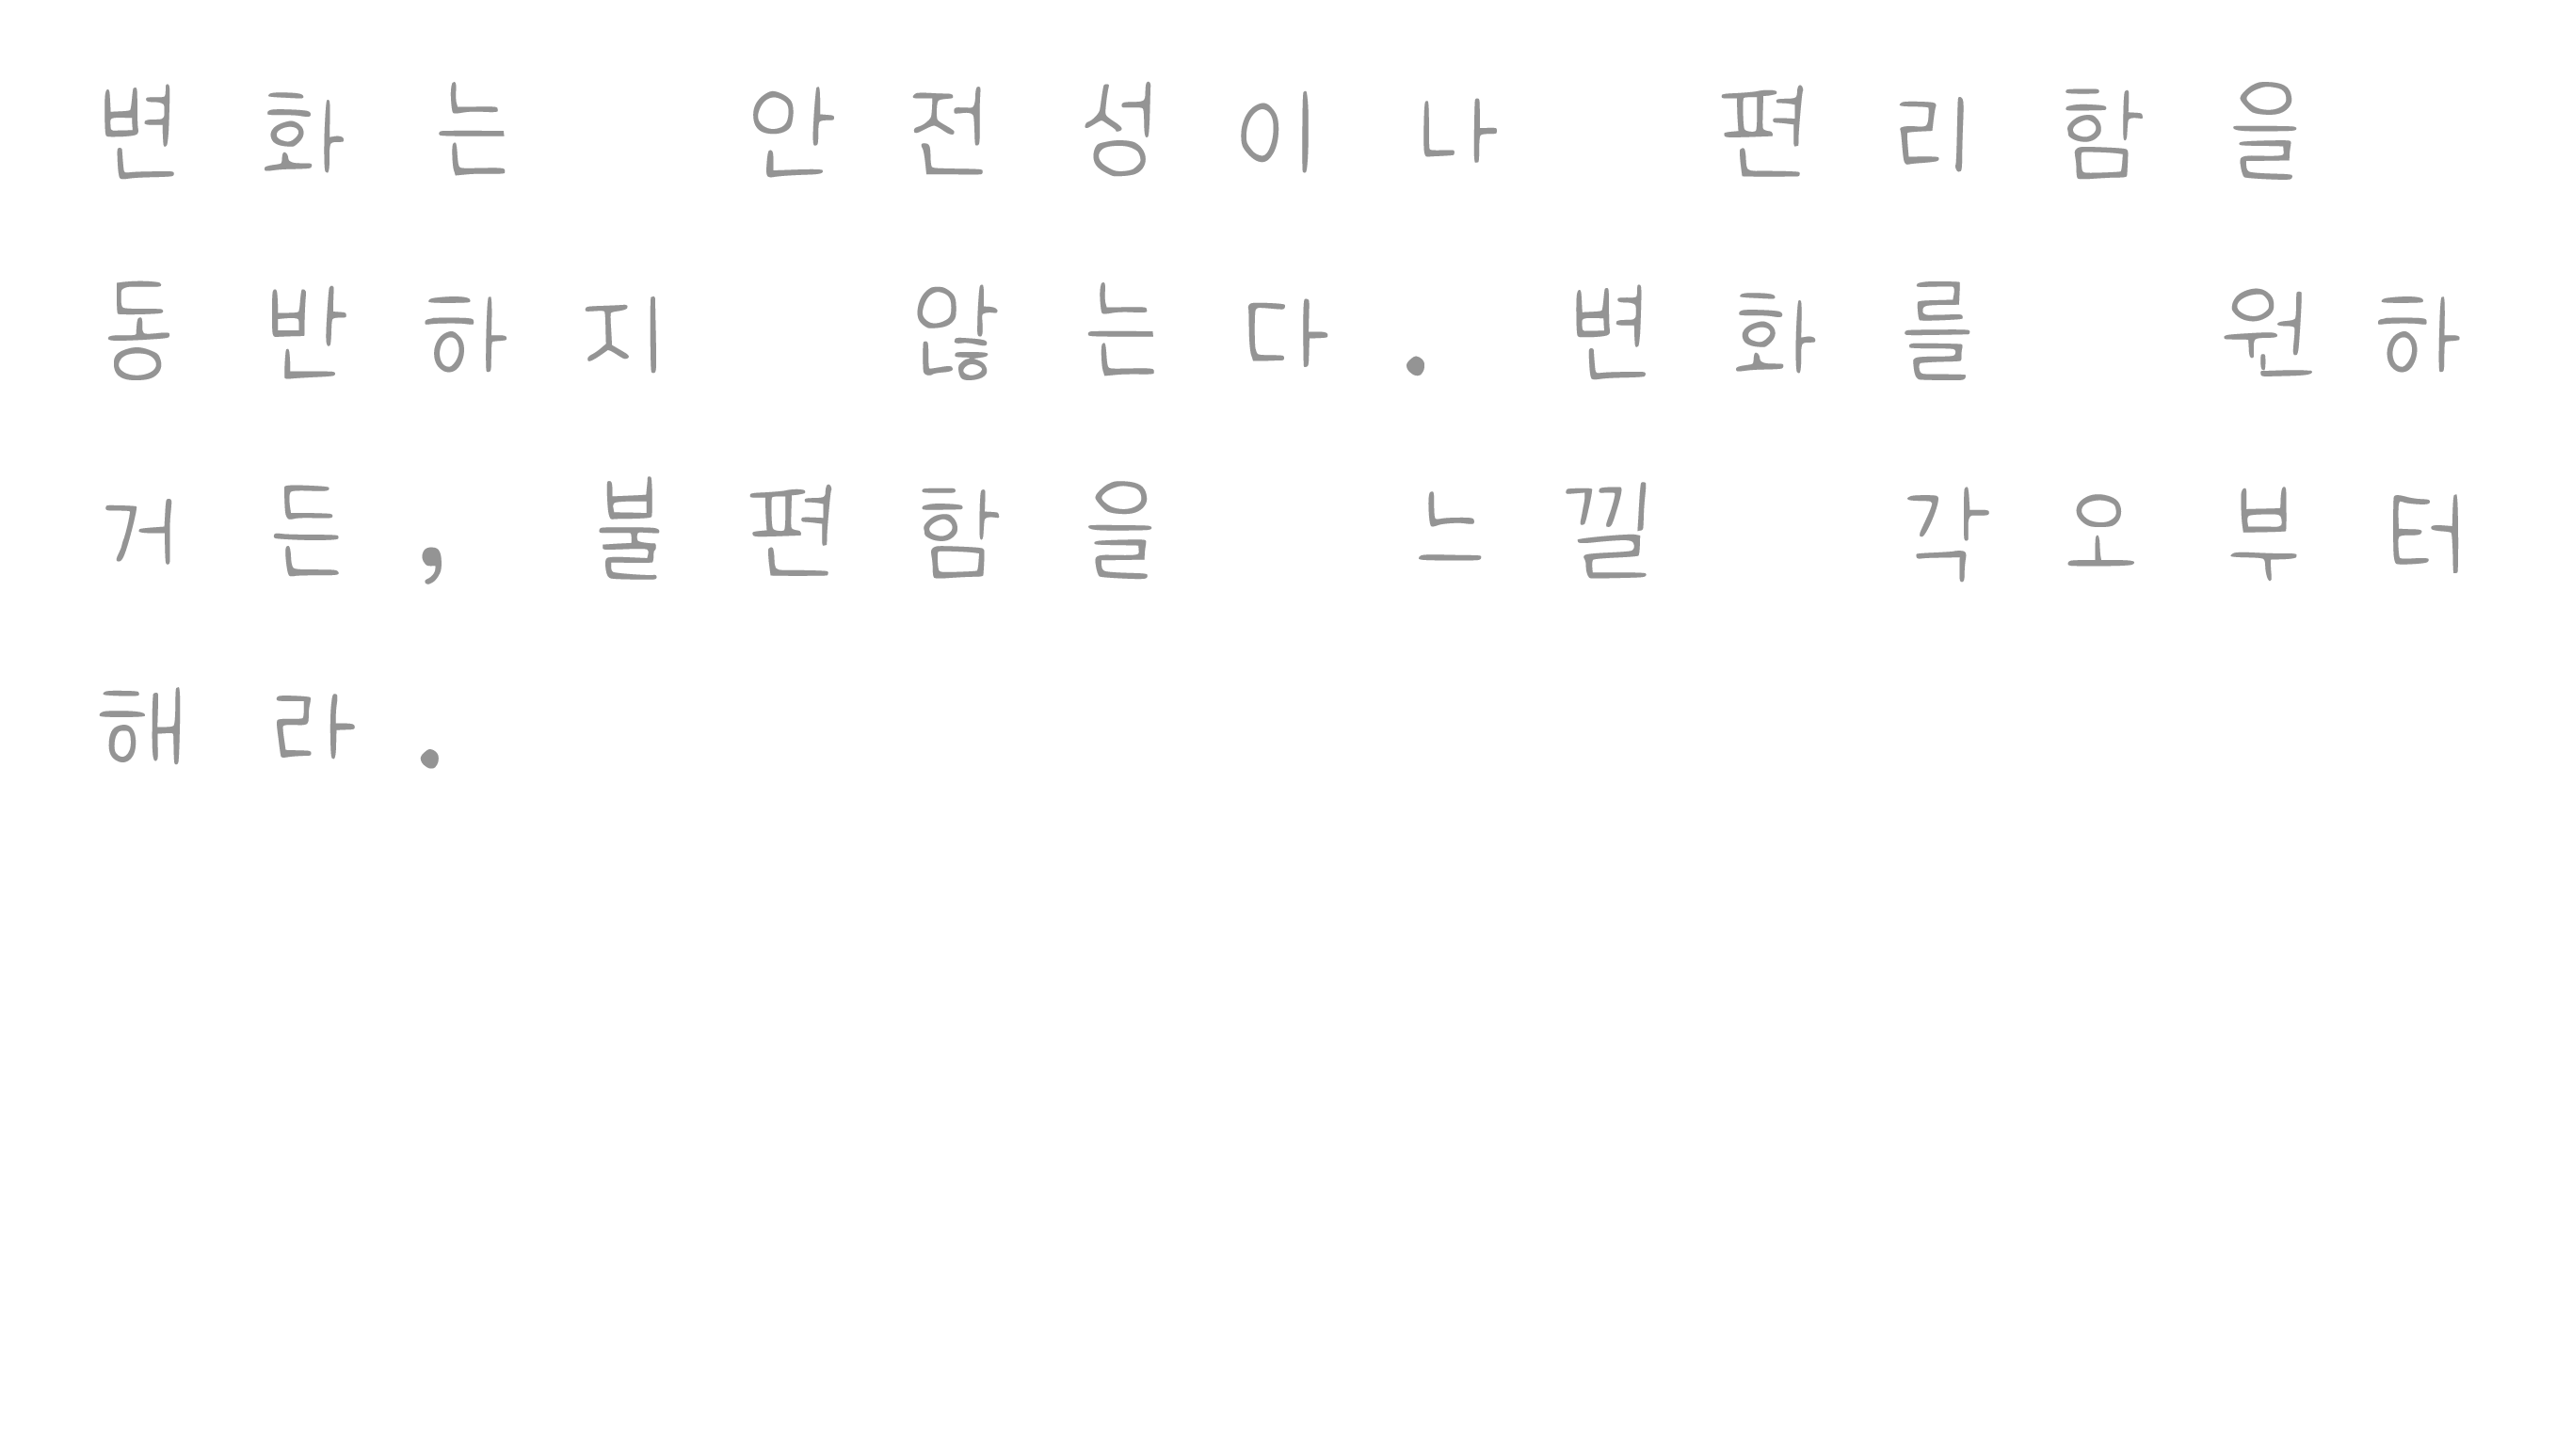 변화는 안전성이나 편리함을
동반하지 않는다.변화를 원하
거든,불편함을 느낄 각오부터
해라.